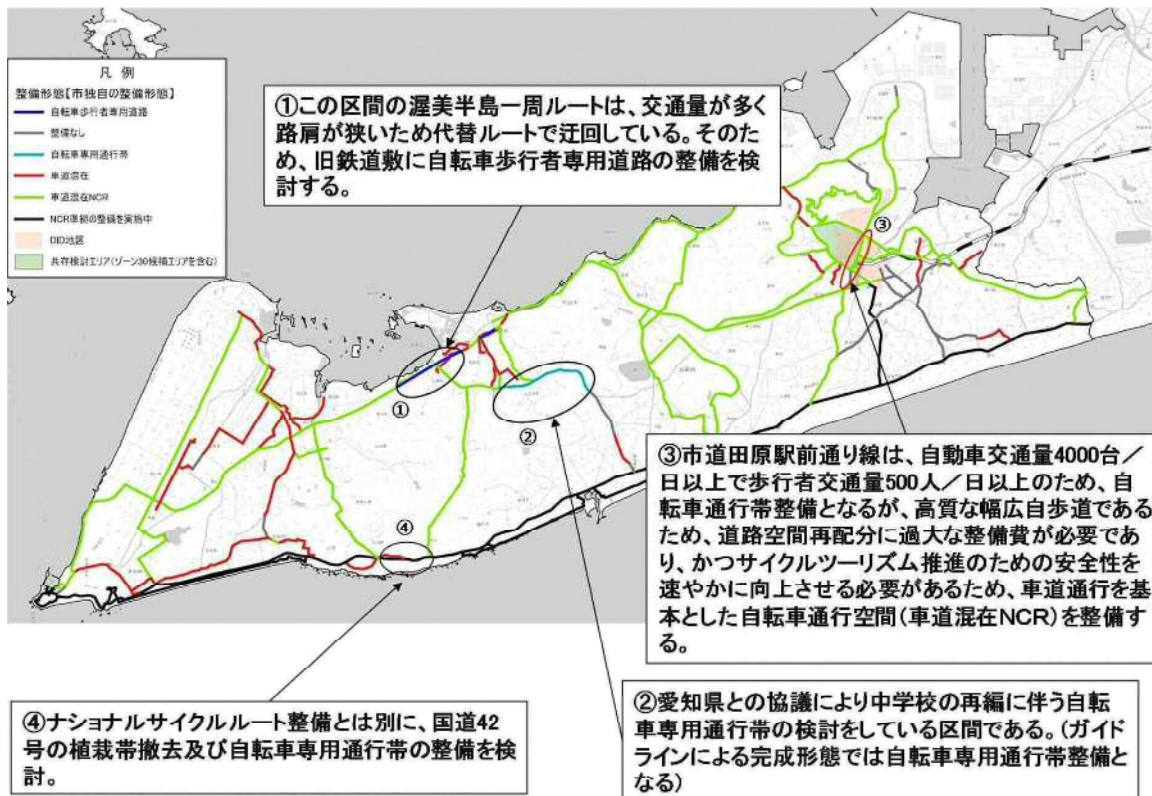 凡 例
整備形態【市独自の整備形態】
自転車歩行者専用道路
整備なし
自転車専用通行帯
車道混在
車道混在NCR
NCR準拠の整備を実施中
DID地区
共存検討エリア(ゾーン30候補エリアを含む)
①この区間の渥美半島一周ルートは、交通量が多く
路肩が狭いため代替ルートで迂回している。そのた
め、旧鉄道敷に自転車歩行者専用道路の整備を検
討する。
③
①
②
④
③市道田原駅前通り線は、自動車交通量4000台／
日以上で歩行者交通量500人／日以上のため、自
転車通行帯整備となるが、高質な幅広自歩道である
ため、道路空間再配分に過大な整備費が必要であ
り、かつサイクルツーリズム推進のための安全性を
速やかに向上させる必要があるため、車道通行を基
本とした自転車通行空間(車道混在NCR)を整備す
る。
④ナショナルサイクルルート整備とは別に、国道42
号の植栽帯撤去及び自転車専用通行帯の整備を検
討。
②愛知県との協議により中学校の再編に伴う自転
車専用通行帯の検討をしている区間である。(ガイド
ラインによる完成形態では自転車専用通行帯整備と
なる)